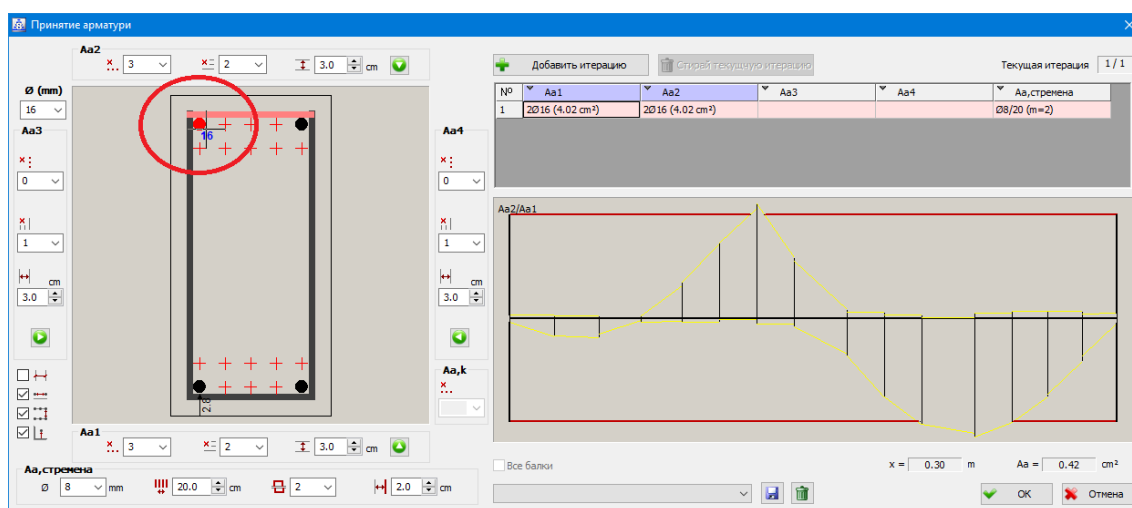 Принятие арматури
Aa2
3
2
3.0 cm
Ø (mm)
16
Aa3
0
1
cm
3.0
16
2.8
Aa4
0
1
cm
3.0
Aa,k
Aa1
3
2
3.0 cm
Aa,стремена
Ø 8 mm
20.0 cm
2
2.0 cm
Добавить итерацию
Стирай текущчую итерацию
Текущая итерация 1 / 1
Nº Aa1 Aa2 Aa3 Aa4 Aa,стремена
1 2Ø16 (4.02 cm²) 2Ø16 (4.02 cm²) Ø8/20 (m=2)
Aa2/Aa1
Все балки
x = 0.30 m Aa = 0.42 cm²
OK
Отмена